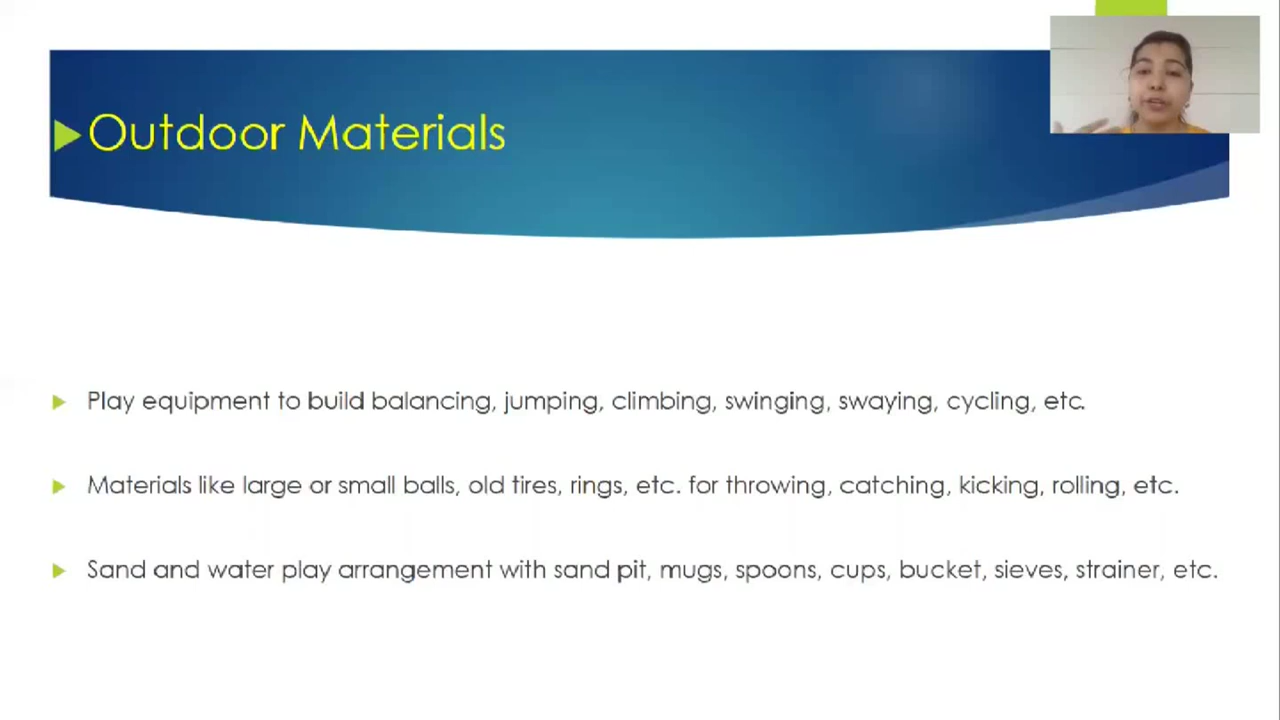 Outdoor Materials
Play equipment to build balancing, jumping, climbing, swinging, swaying, cycling, etc.
Materials like large or small balls, old tires, rings, etc. for throwing, catching, kicking, rolling, etc.
Sand and water play arrangement with sand pit, mugs, spoons, cups, bucket, sieves, strainer, etc.